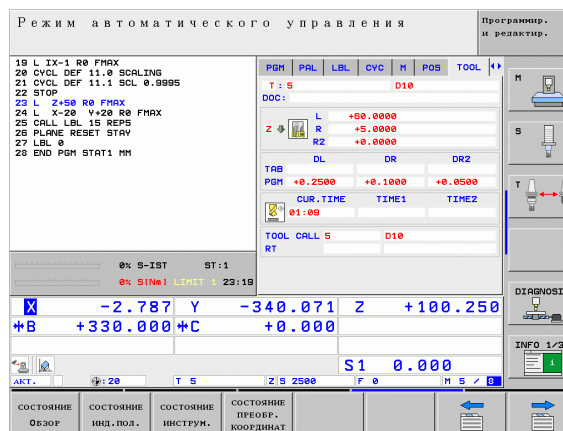 Режим автоматического управления
Программир.
и редактир.
19 L IX-1 R0 FMAX
20 CYCL DEF 11.0 SCALING
21 CYCL DEF 11.1 SCL 0.9995
22 STOP
23 L Z+50 R0 FMAX
24 L X-20 Y+20 R0 FMAX
25 CALL LBL 15 REP5
26 PLANE RESET STAY
27 LBL 0
28 END PGM STAT1 MM
PGM PAL LBL CYC M POS TOOL
T : 5 D10
DOC:
Z L +60.0000
R +5.0000
R2 +0.0000
DL DR DR2
TAB
PGM +0.2500 +0.1000 +0.0500
CUR.TIME TIME1 TIME2
01:09
TOOL CALL 5 D10
RT
M
S
T
DIAGNOSI
INFO 1/3
0% S-IST ST:1
0% S[Nm] LIMIT 1 23:19
X -2.787 Y -340.071 Z +100.250
B +330.000 C +0.000
S1 0.000
АКТ. : 20 T 5 Z S 2500 F 0 M 5 / 8
СОСТОЯНИЕ ОБЗОР
СОСТОЯНИЕ ИНД.ПОЛ.
СОСТОЯНИЕ ИНСТРУМ.
СОСТОЯНИЕ ПРЕОБР. КООРДИНАТ